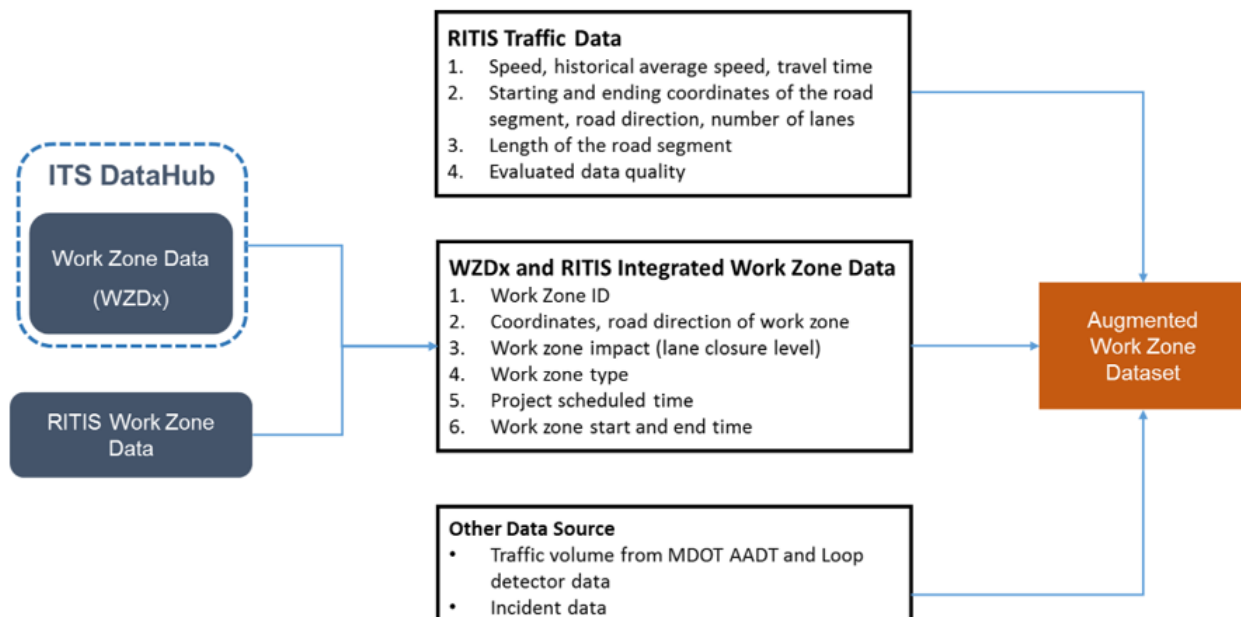 RITIS Traffic Data
1. Speed, historical average speed, travel time
2. Starting and ending coordinates of the road
segment, road direction, number of lanes
3. Length of the road segment
4. Evaluated data quality
ITS DataHub
Work Zone Data
(WZDx)
RITIS Work Zone
Data
WZDx and RITIS Integrated Work Zone Data
1. Work Zone ID
2. Coordinates, road direction of work zone
3. Work zone impact (lane closure level)
4. Work zone type
5. Project scheduled time
6. Work zone start and end time
Augmented
Work Zone
Dataset
Other Data Source
• Traffic volume from MDOT AADT and Loop
detector data
• Incident data